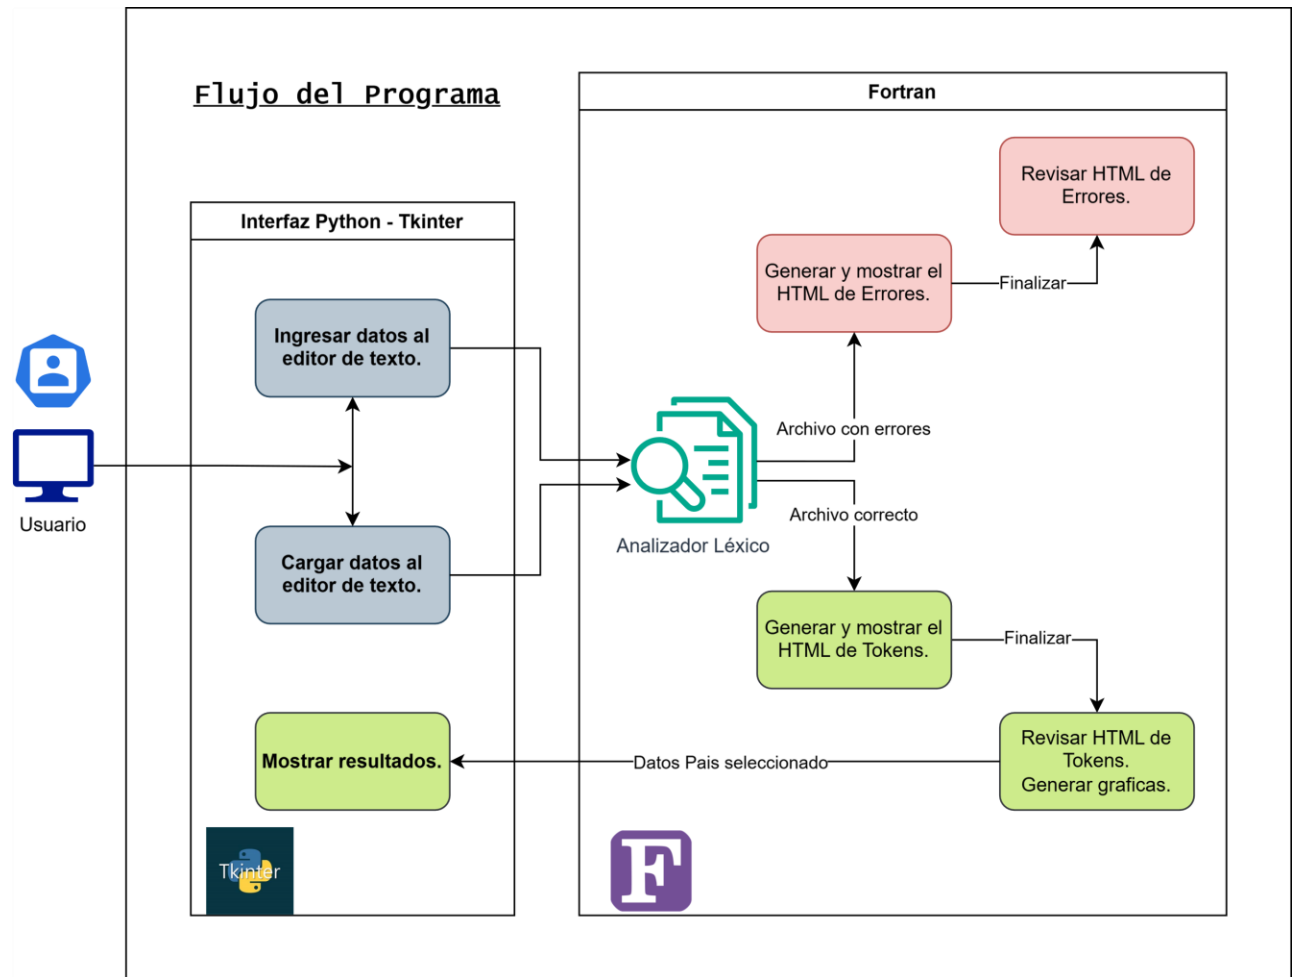 Flujo del Programa
Fortran
Revisar HTML de
Errores.
Interfaz Python - Tkinter
Generar y mostrar el
HTML de Errores.
Finalizar
Ingresar datos al
editor de texto.
Archivo con errores
Usuario
Archivo correcto
Analizador Léxico
Cargar datos al
editor de texto.
Generar y mostrar el
HTML de Tokens.
Finalizar
Mostrar resultados.
Datos Pais seleccionado
Revisar HTML de
Tokens.
Generar graficas.
Tkinter
F